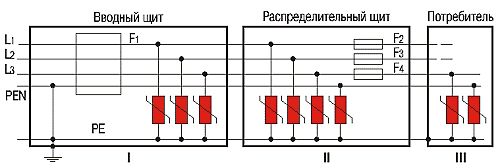 Вводный щит
Распределительный щит
Потребитель
L1
F1
F2
L2
F3
L3
F4
PEN
PE
I
II
III